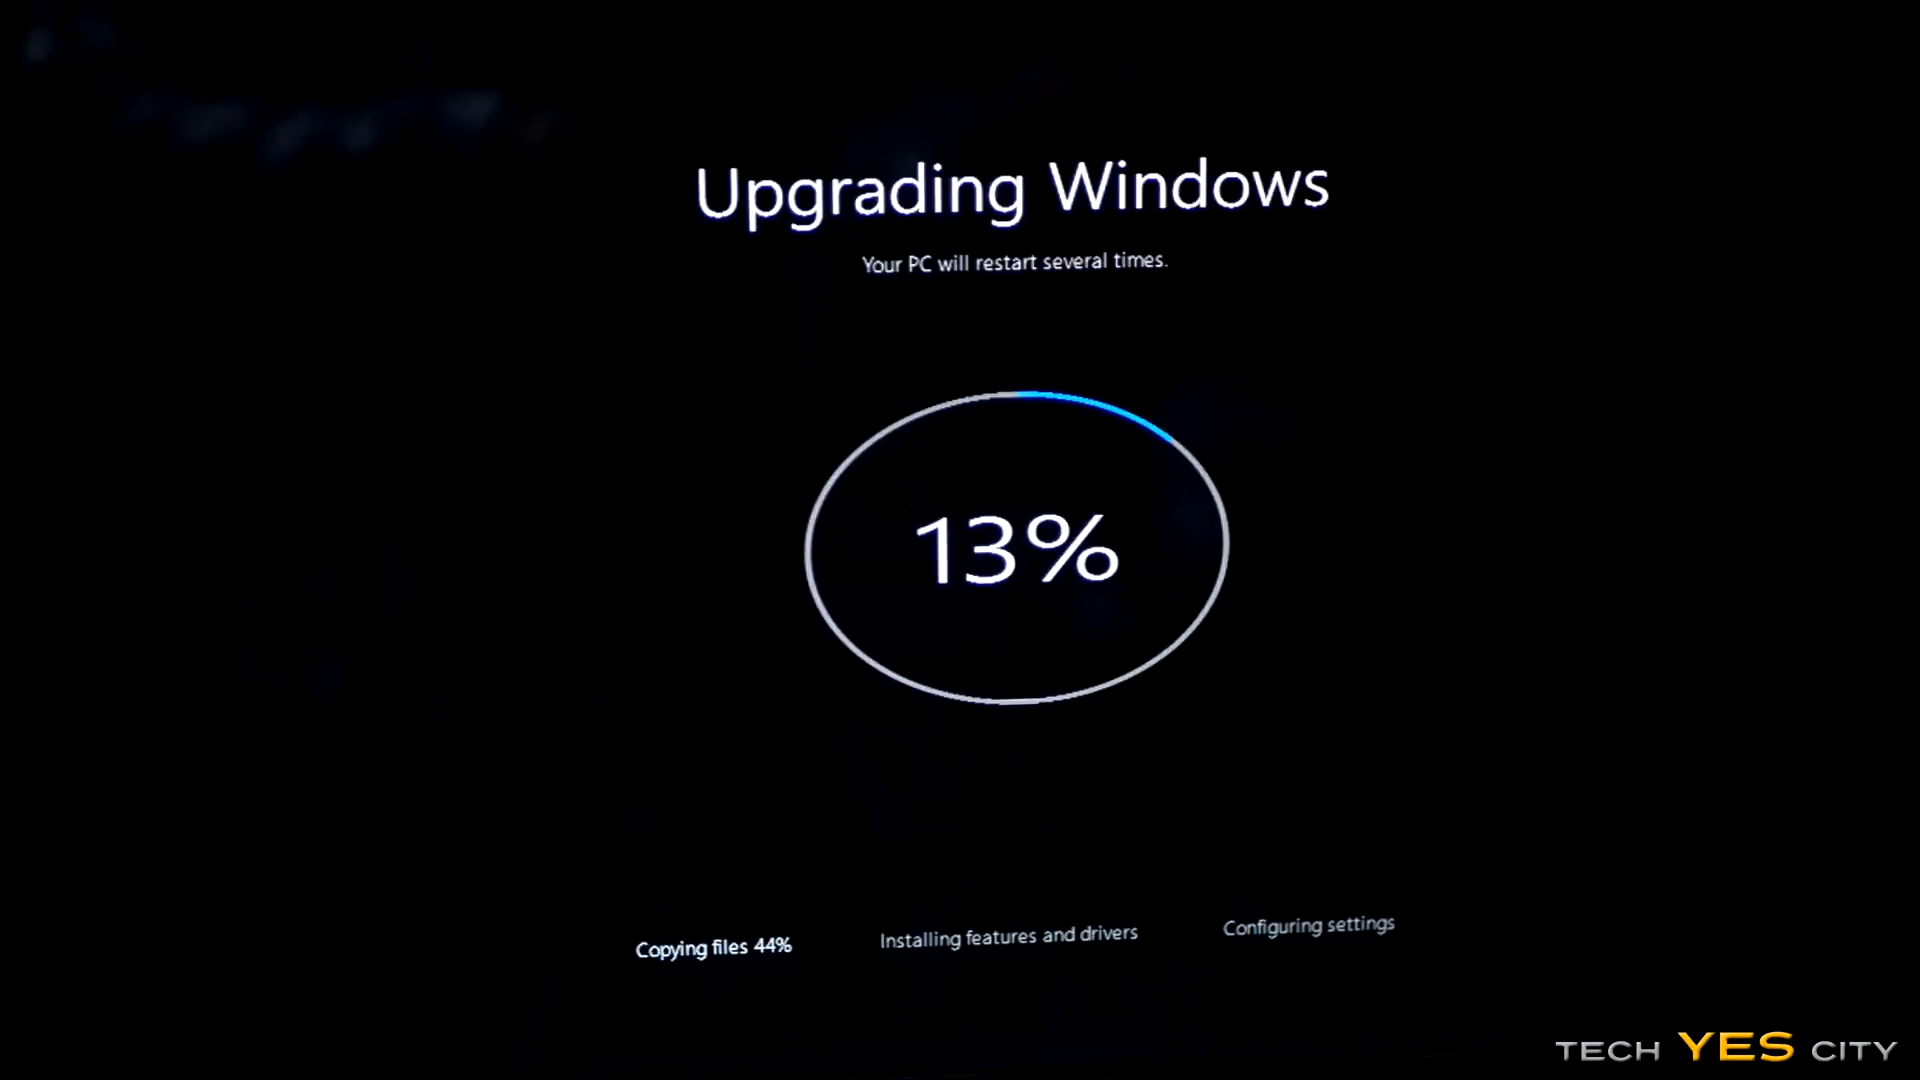 Upgrading Windows
Your PC will restart several times.
13%
Copying files 44%
Installing features and drivers
Configuring settings
TECH YES CITY